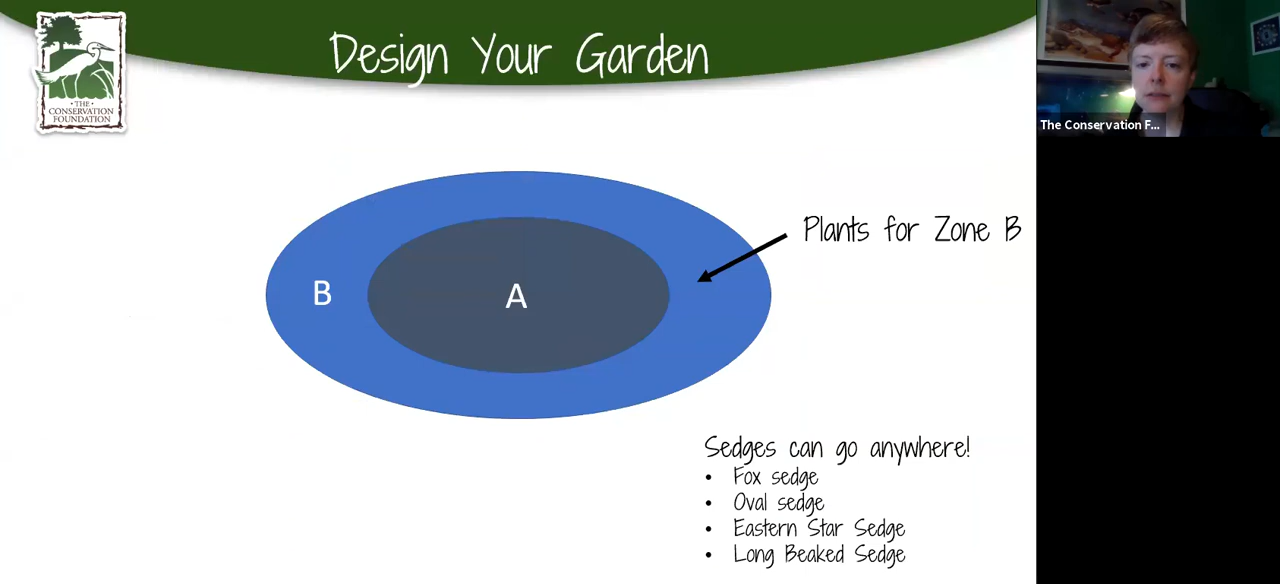 Design Your Garden
• THE •
CONSERVATION
FOUNDATION
The Conservation F...
Plants for Zone B
B
A
Sedges can go anywhere!
• Fox sedge
• Oval sedge
• Eastern Star Sedge
• Long Beaked Sedge